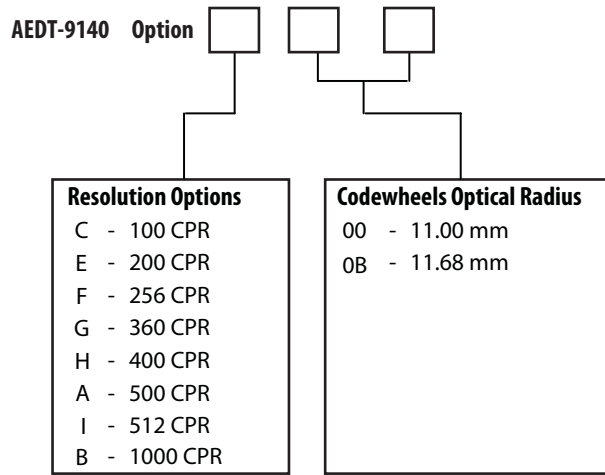 AEDT-9140 Option
Resolution Options
C - 100 CPR
E - 200 CPR
F - 256 CPR
G - 360 CPR
H - 400 CPR
A - 500 CPR
I - 512 CPR
B - 1000 CPR
Codewheels Optical Radius
00 - 11.00 mm
0B - 11.68 mm